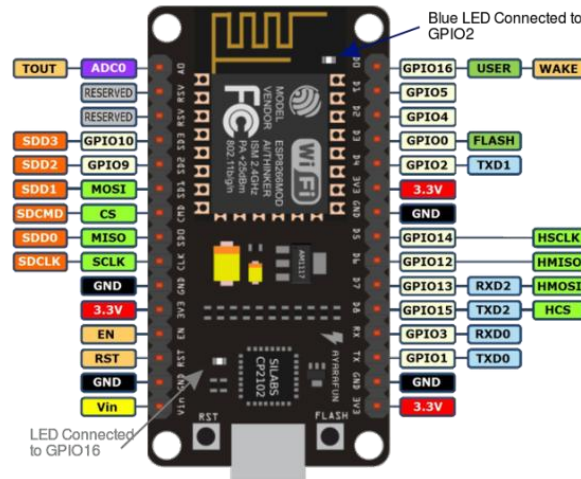 Blue LED Connected to
GPIO2
TOUT ADC0 A0 D0 GPIO16 USER WAKE
RESERVED RSV D1 GPIO5
RESERVED RSV D2 GPIO4
SDD3 GPIO10 SD3 D3 GPIO0 FLASH
SDD2 GPIO9 SD2 D4 GPIO2 TXD1
SDD1 MOSI SD1 3V3 3.3V
SDCMD CS CMD GND GND
SDD0 MISO SD0 D5 GPIO14 HSCLK
SDCLK SCLK CLK D6 GPIO12 HMISO
GND GND D7 GPIO13 RXD2 HMOSI
3.3V 3V3 D8 GPIO15 TXD2 HCS
EN EN RX GPIO3 RXD0
RST RST TX GPIO1 TXD0
GND GND GND GND
Vin Vin 3V3 3.3V
MODEL ESP8266MOD
VENDOR AI/THINKER
ISM 2.4GHz
PA +25dBm
802.11b/g/n
FC
Wi Fi
AM1117
SILABS
CP2102
AYARAFUN
RST
FLASH
LED Connected
to GPIO16